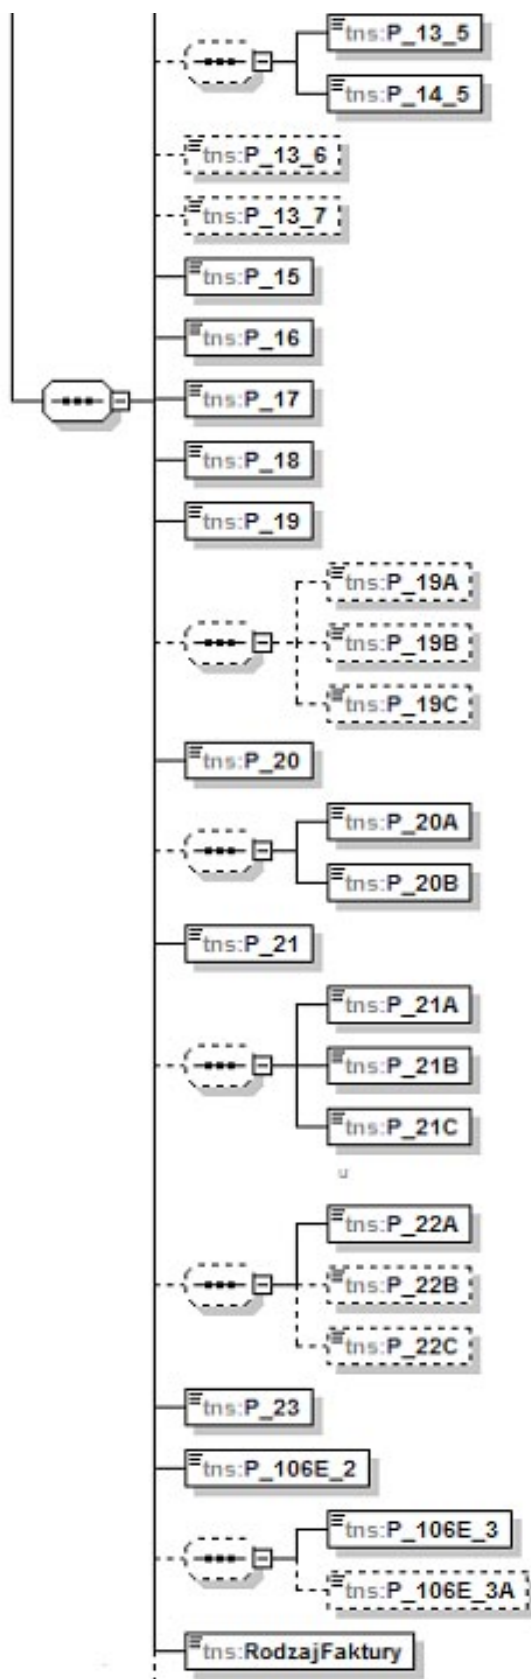 tns:P_13_5
tns:P_14_5
tns:P_13_6
tns:P_13_7
tns:P_15
tns:P_16
tns:P_17
tns:P_18
tns:P_19
tns:P_19A
tns:P_19B
tns:P_19C
tns:P_20
tns:P_20A
tns:P_20B
tns:P_21
tns:P_21A
tns:P_21B
tns:P_21C
u
tns:P_22A
tns:P_22B
tns:P_22C
tns:P_23
tns:P_106E_2
tns:P_106E_3
tns:P_106E_3A
tns:RodzajFaktury